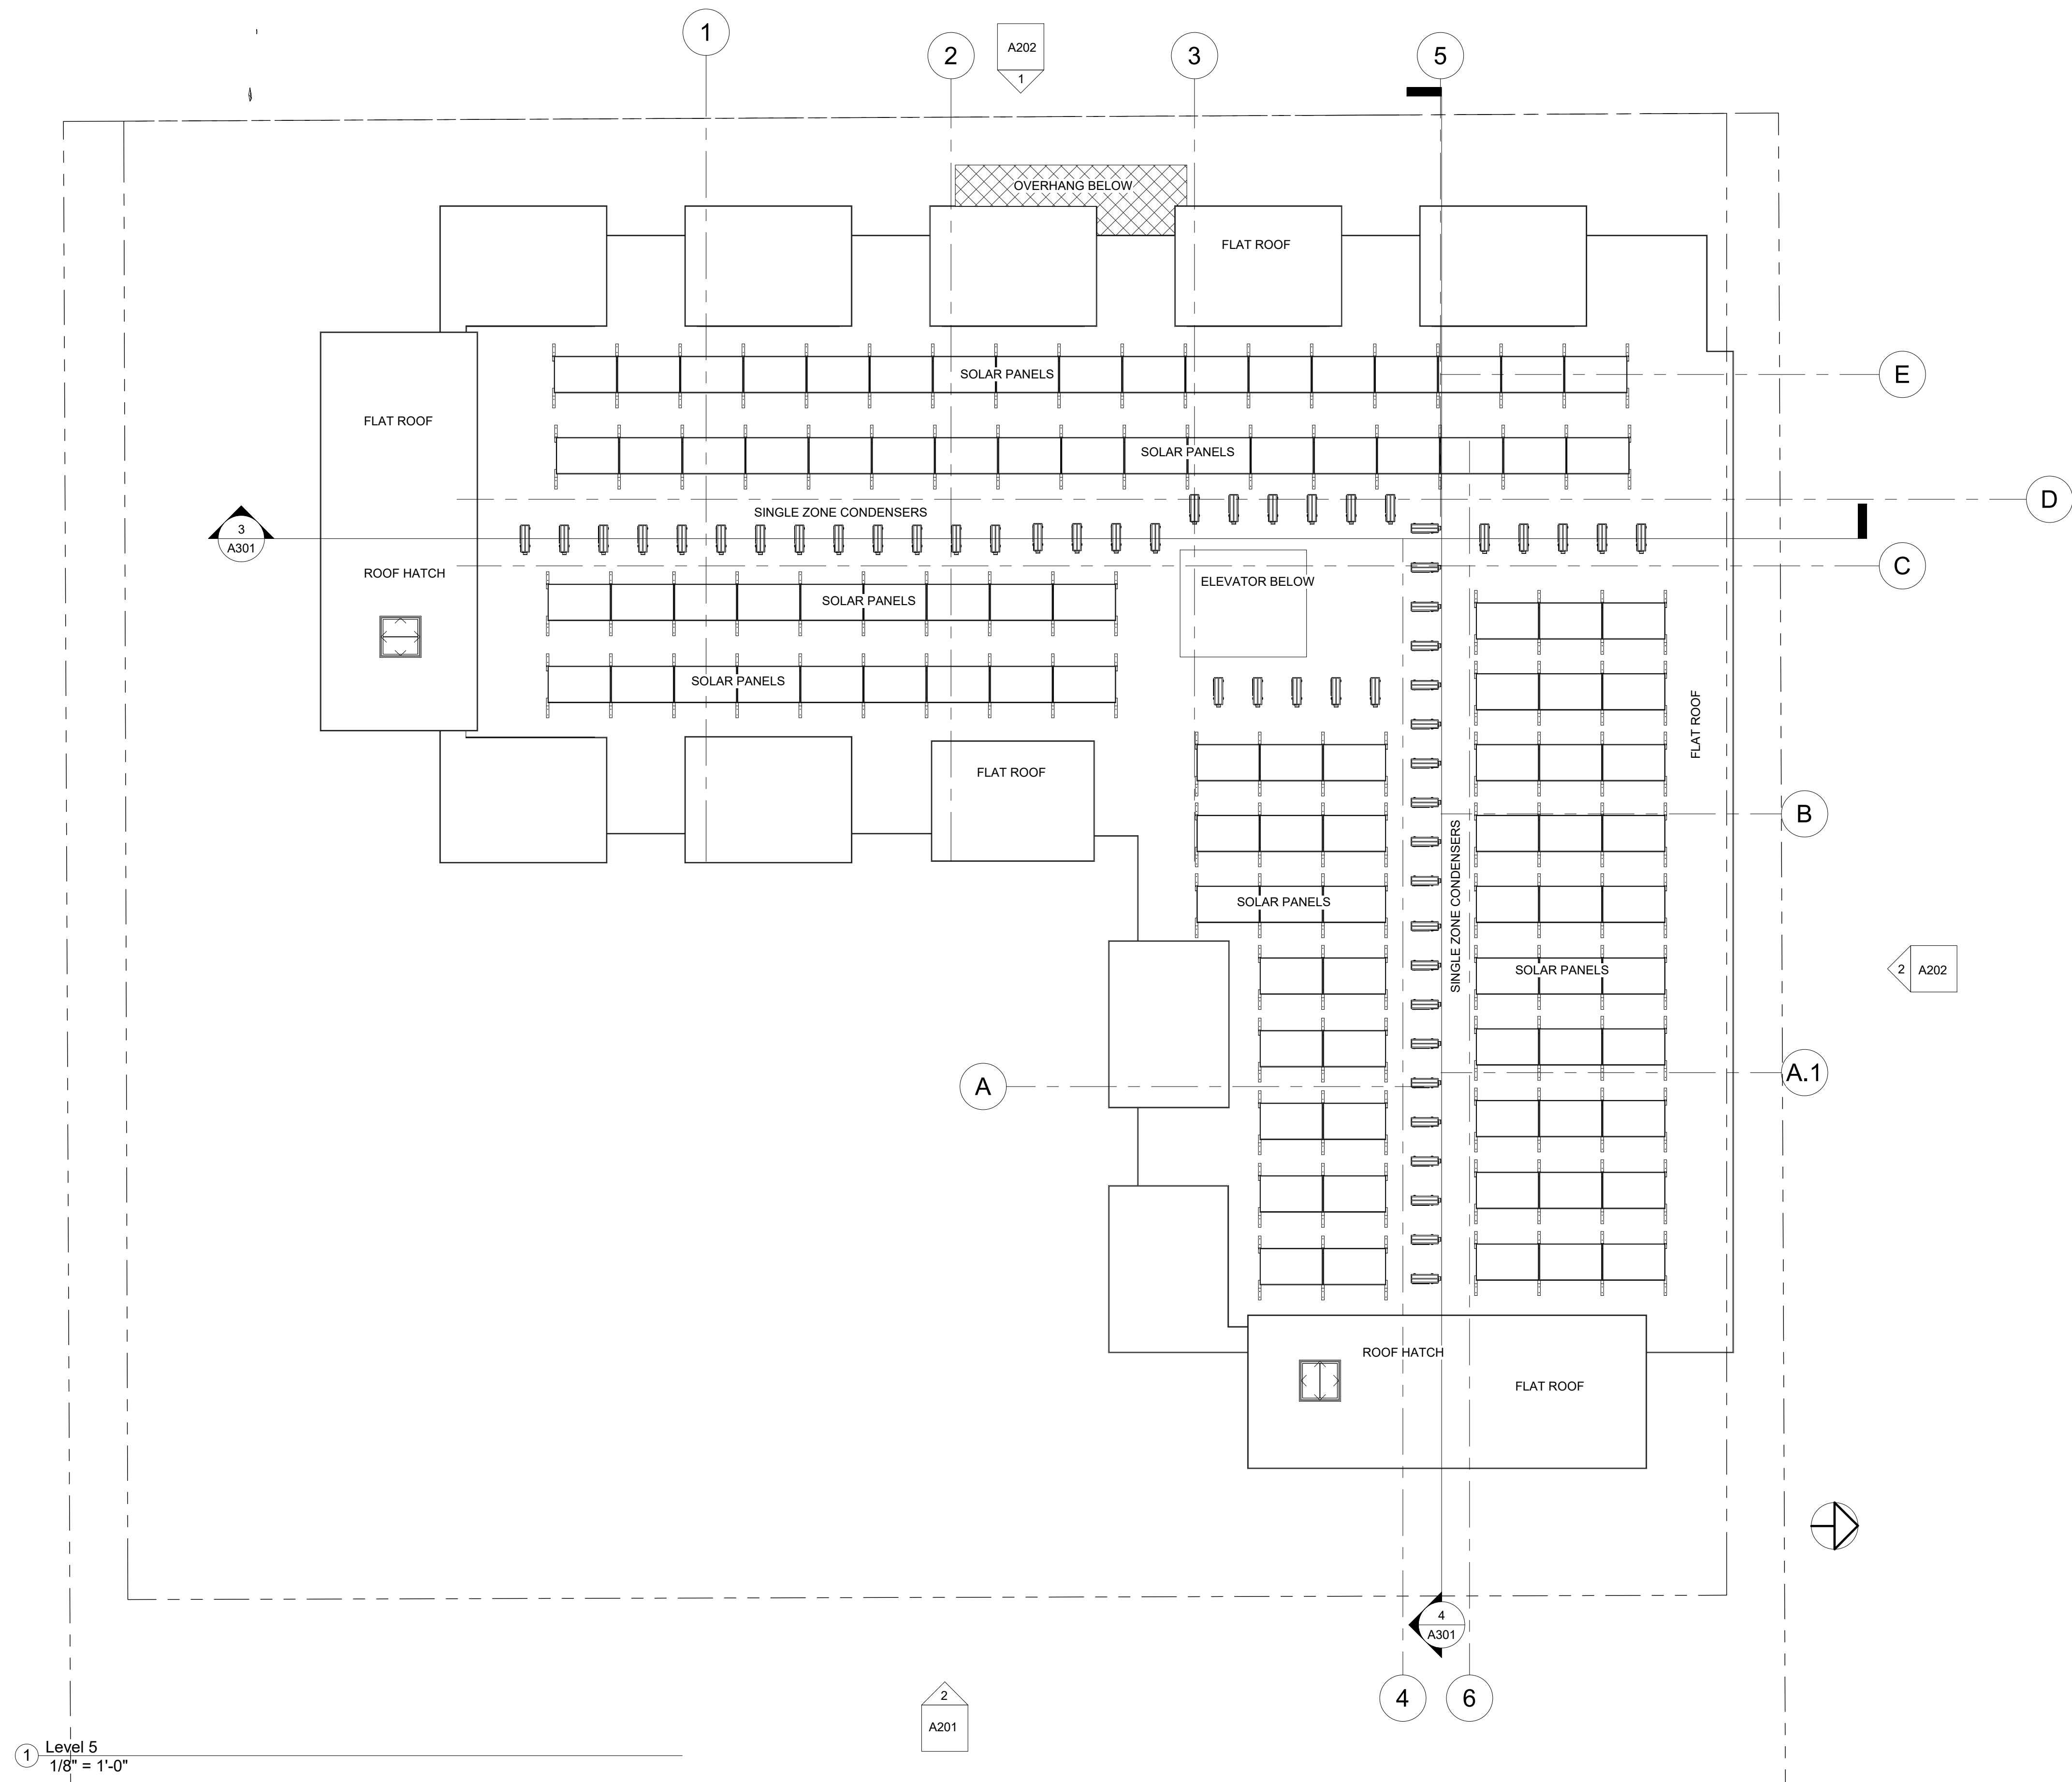 1
2
A202
1
3
5
OVERHANG BELOW
FLAT ROOF
SOLAR PANELS
E
FLAT ROOF
SOLAR PANELS
D
SINGLE ZONE CONDENSERS
3
A301
C
ROOF HATCH
ELEVATOR BELOW
SOLAR PANELS
SOLAR PANELS
FLAT ROOF
FLAT ROOF
B
SINGLE ZONE CONDENSERS
SOLAR PANELS
SOLAR PANELS
2
A202
A
A.1
ROOF HATCH
FLAT ROOF
4
A301
4
6
2
A201
1
Level 5
1/8" = 1'-0"